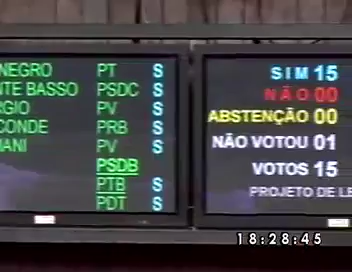 NEGRO PT S
NTE BASSO PSDC S
RGIO PV S
CONDE PRB S
MANI PV S
PSDB
PTB S
PDT S
SIM 15
NÃO 00
ABSTENÇÃO 00
NÃO VOTOU 01
VOTOS 15
PROJETO DE LE
18:28:45